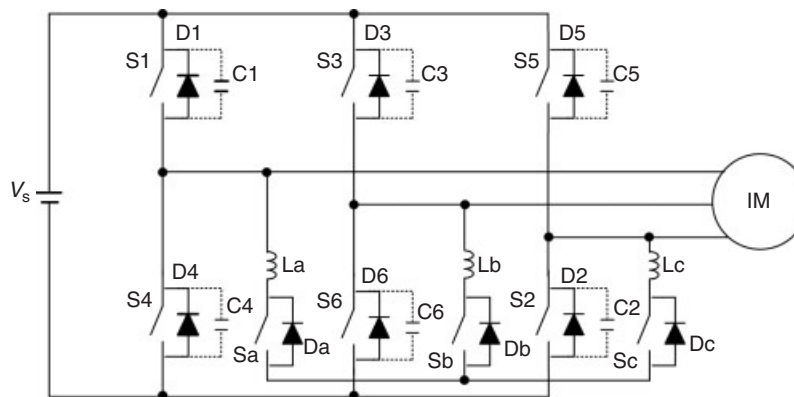 D1 D3 D5
S1 C1 S3 C3 S5 C5
Vs IM
La Lb Lc
D4 D6 D2
S4 C4 S6 C6 S2 C2
Sa Da Sb Db Sc Dc